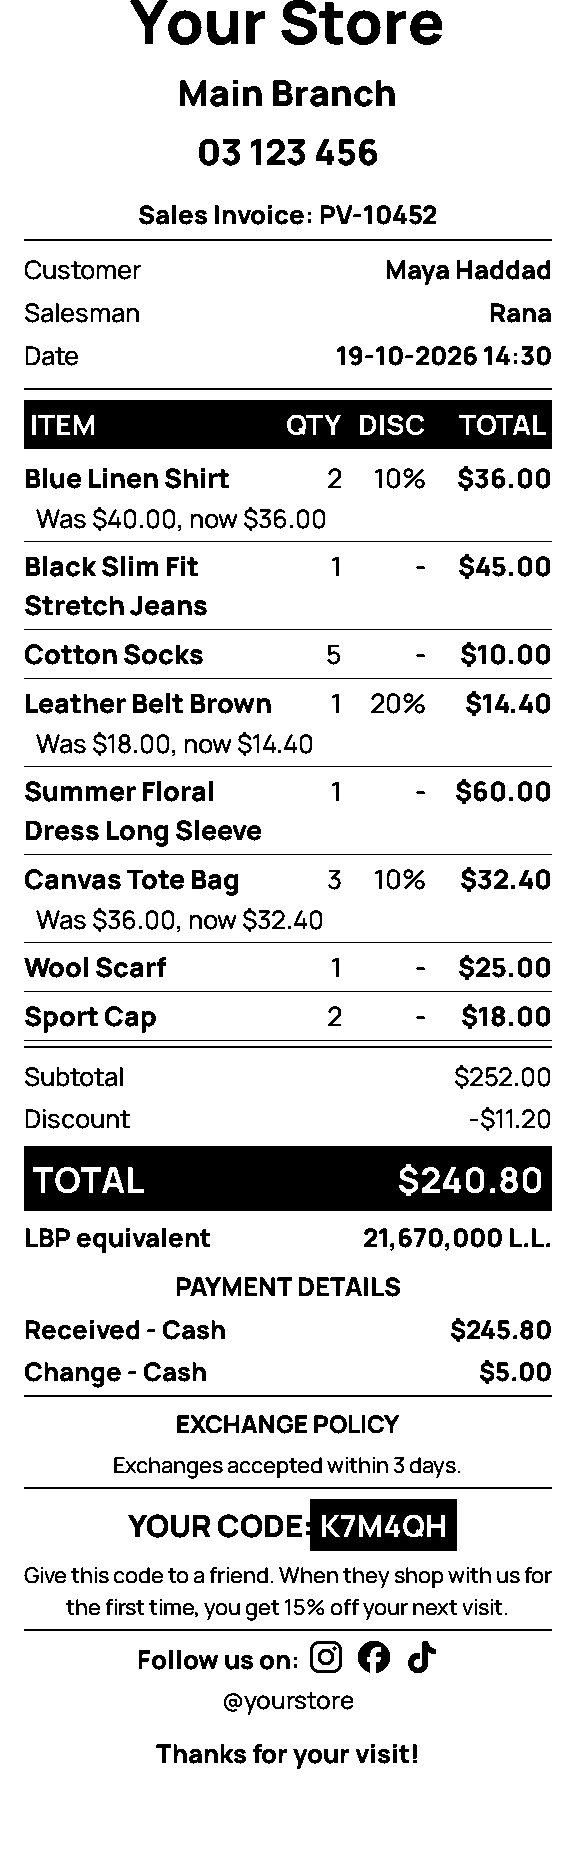 Your Store
Main Branch
03 123 456
Sales Invoice: PV-10452
Customer Maya Haddad
Salesman Rana
Date 19-10-2026 14:30
ITEM QTY DISC TOTAL
Blue Linen Shirt 2 10% $36.00
Was $40.00, now $36.00
Black Slim Fit 1 - $45.00
Stretch Jeans
Cotton Socks 5 - $10.00
Leather Belt Brown 1 20% $14.40
Was $18.00, now $14.40
Summer Floral 1 - $60.00
Dress Long Sleeve
Canvas Tote Bag 3 10% $32.40
Was $36.00, now $32.40
Wool Scarf 1 - $25.00
Sport Cap 2 - $18.00
Subtotal $252.00
Discount -$11.20
TOTAL $240.80
LBP equivalent 21,670,000 L.L.
PAYMENT DETAILS
Received - Cash $245.80
Change - Cash $5.00
EXCHANGE POLICY
Exchanges accepted within 3 days.
YOUR CODE: K7M4QH
Give this code to a friend. When they shop with us for
the first time, you get 15% off your next visit.
Follow us on:
@yourstore
Thanks for your visit!